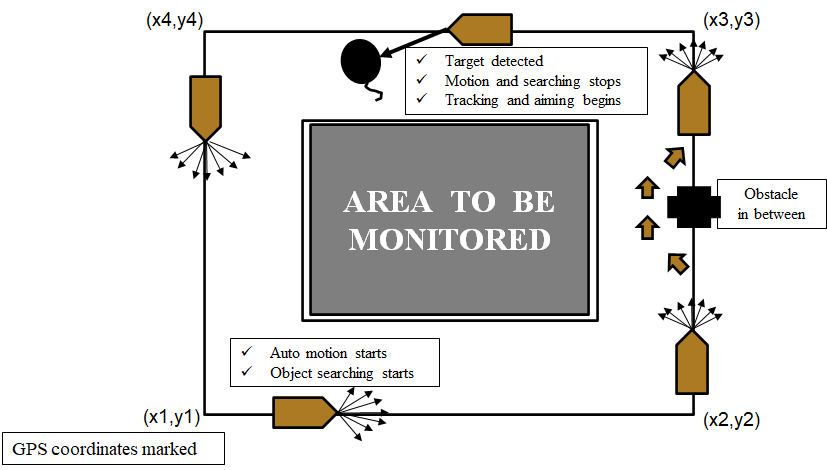 (x4,y4)
(x3,y3)
✓ Target detected
✓ Motion and searching stops
✓ Tracking and aiming begins
AREA TO BE
MONITORED
Obstacle
in between
✓ Auto motion starts
✓ Object searching starts
(x1,y1)
(x2,y2)
GPS coordinates marked